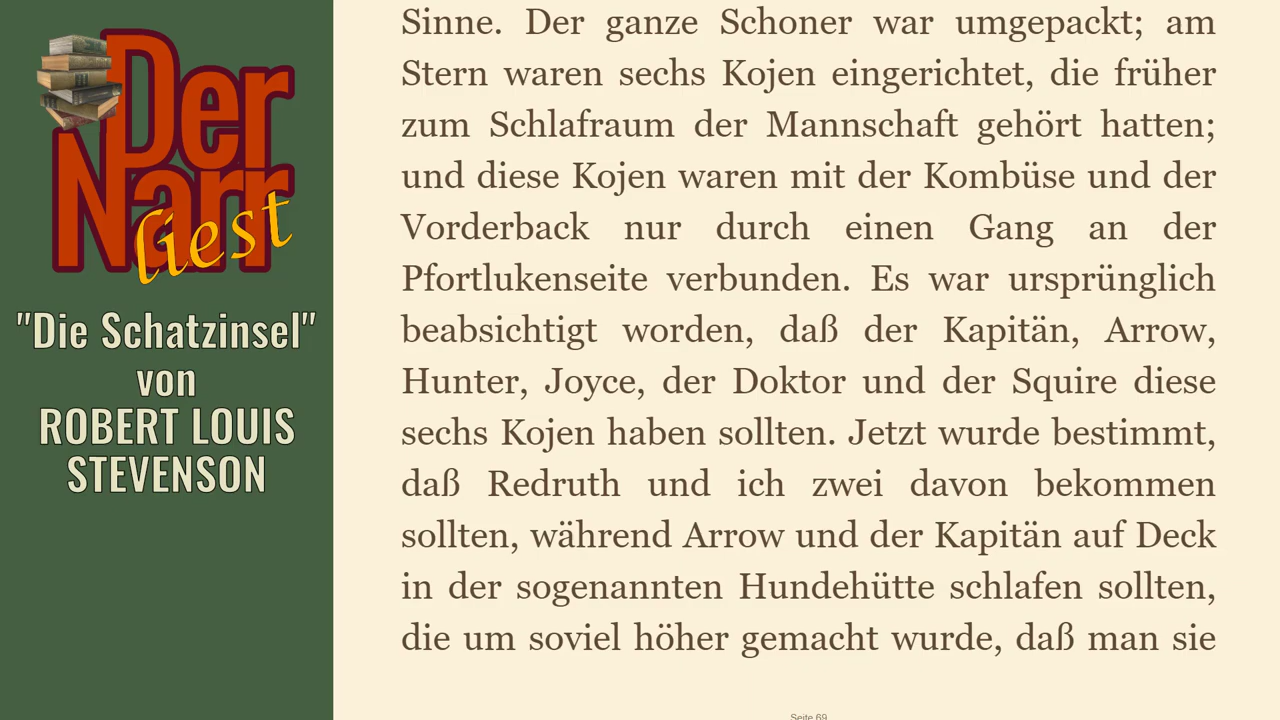 Der
Narr
liest
"Die Schatzinsel"
von
ROBERT LOUIS
STEVENSON
Sinne. Der ganze Schoner war umgepackt; am
Stern waren sechs Kojen eingerichtet, die früher
zum Schlafraum der Mannschaft gehört hatten;
und diese Kojen waren mit der Kombüse und der
Vorderback nur durch einen Gang an der
Pfortlukenseite verbunden. Es war ursprünglich
beabsichtigt worden, daß der Kapitän, Arrow,
Hunter, Joyce, der Doktor und der Squire diese
sechs Kojen haben sollten. Jetzt wurde bestimmt,
daß Redruth und ich zwei davon bekommen
sollten, während Arrow und der Kapitän auf Deck
in der sogenannten Hundehütte schlafen sollten,
die um soviel höher gemacht wurde, daß man sie
Seite 69